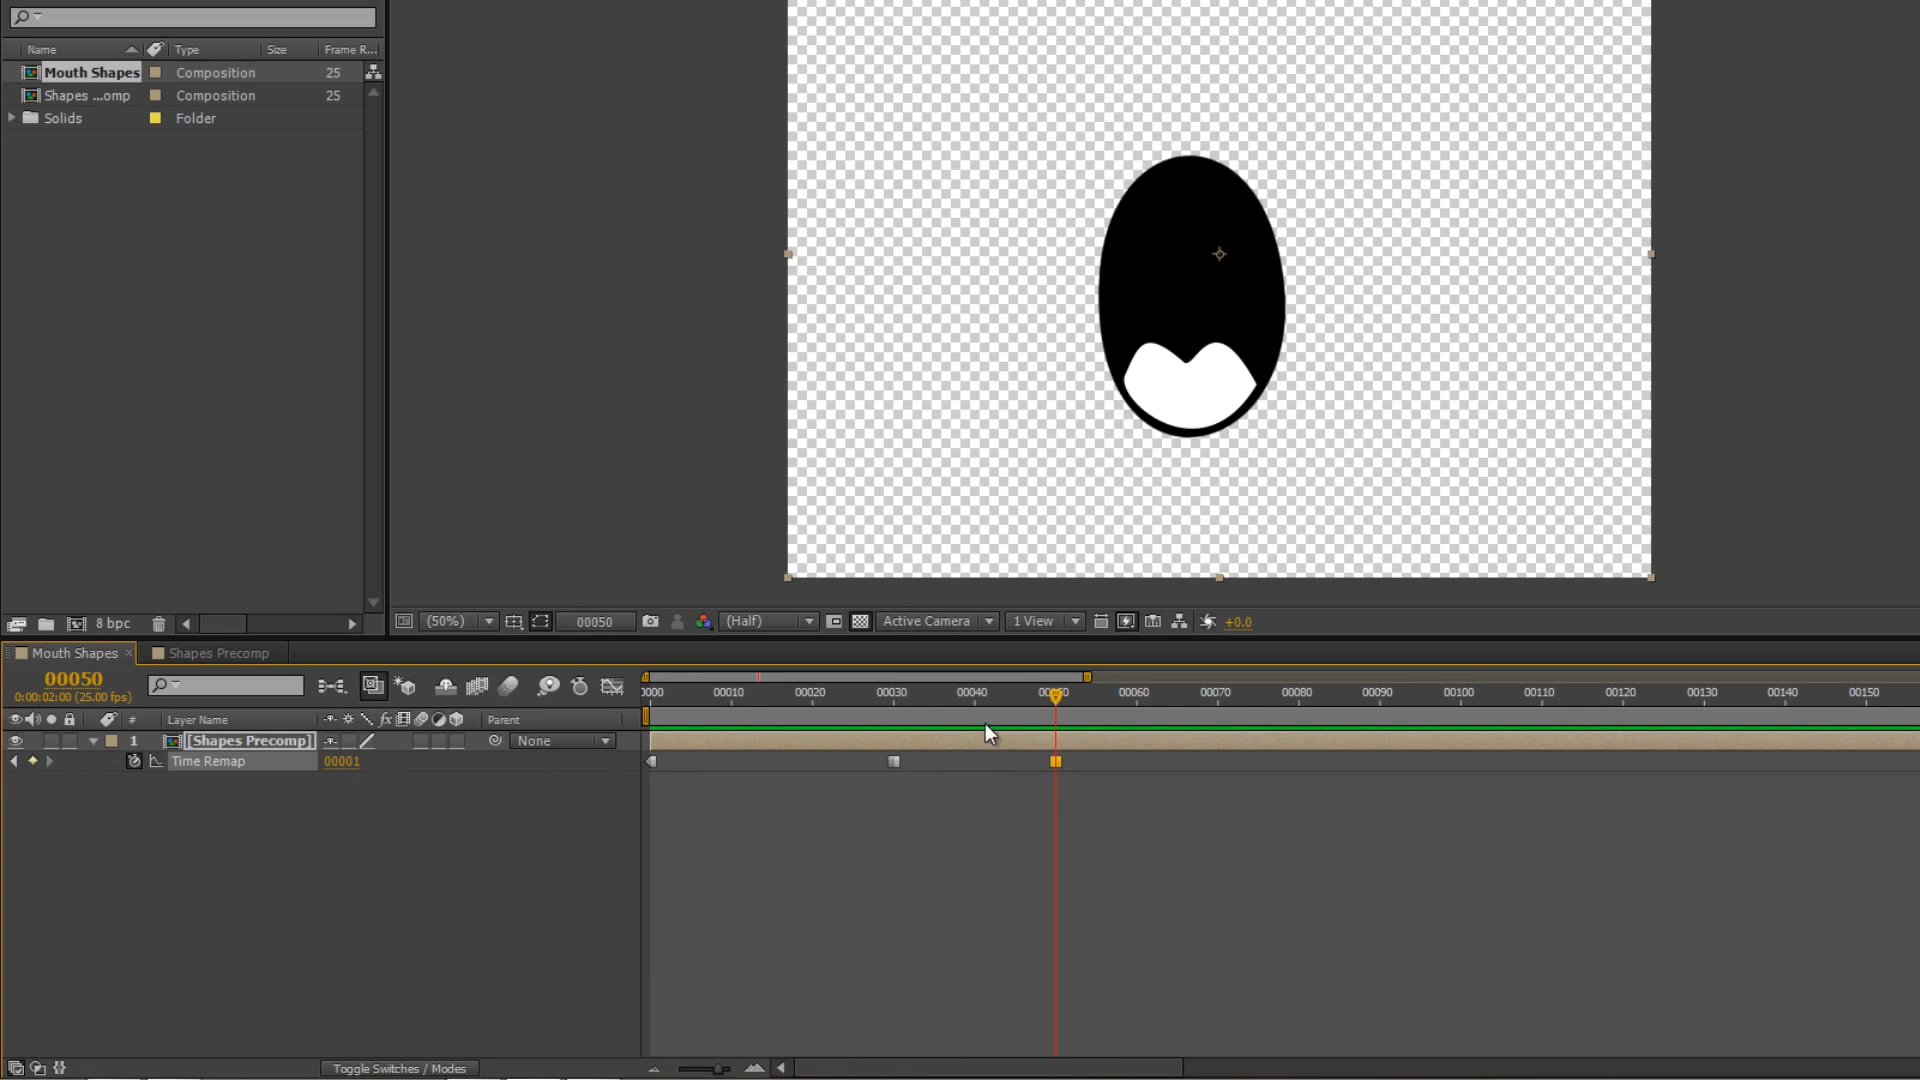 Name Type Size Frame R...
Mouth Shapes Composition 25
Shapes ...omp Composition 25
Solids Folder
8 bpc
(50%) 00050 (Half) Active Camera 1 View +0.0
Mouth Shapes × Shapes Precomp
00050
0:00:02:00 (25.00 fps)
0000 00010 00020 00030 00040 00050 00060 00070 00080 00090 00100 00110 00120 00130 00140 00150
# Layer Name fx Parent
1 [Shapes Precomp] None
Time Remap 00001
Toggle Switches / Modes